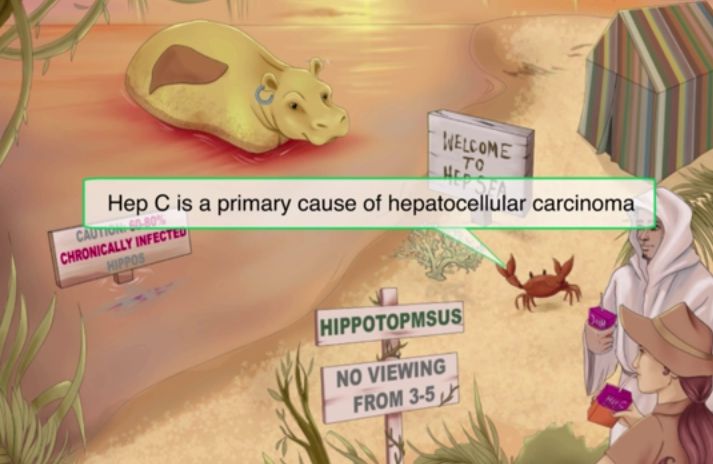 WELCOME
TO
HEP SEA
Hep C is a primary cause of hepatocellular carcinoma
CAUTION: 60-80%
CHRONICALLY INFECTED
HIPPOS
HIPPOTOPMSUS
NO VIEWING
FROM 3-5